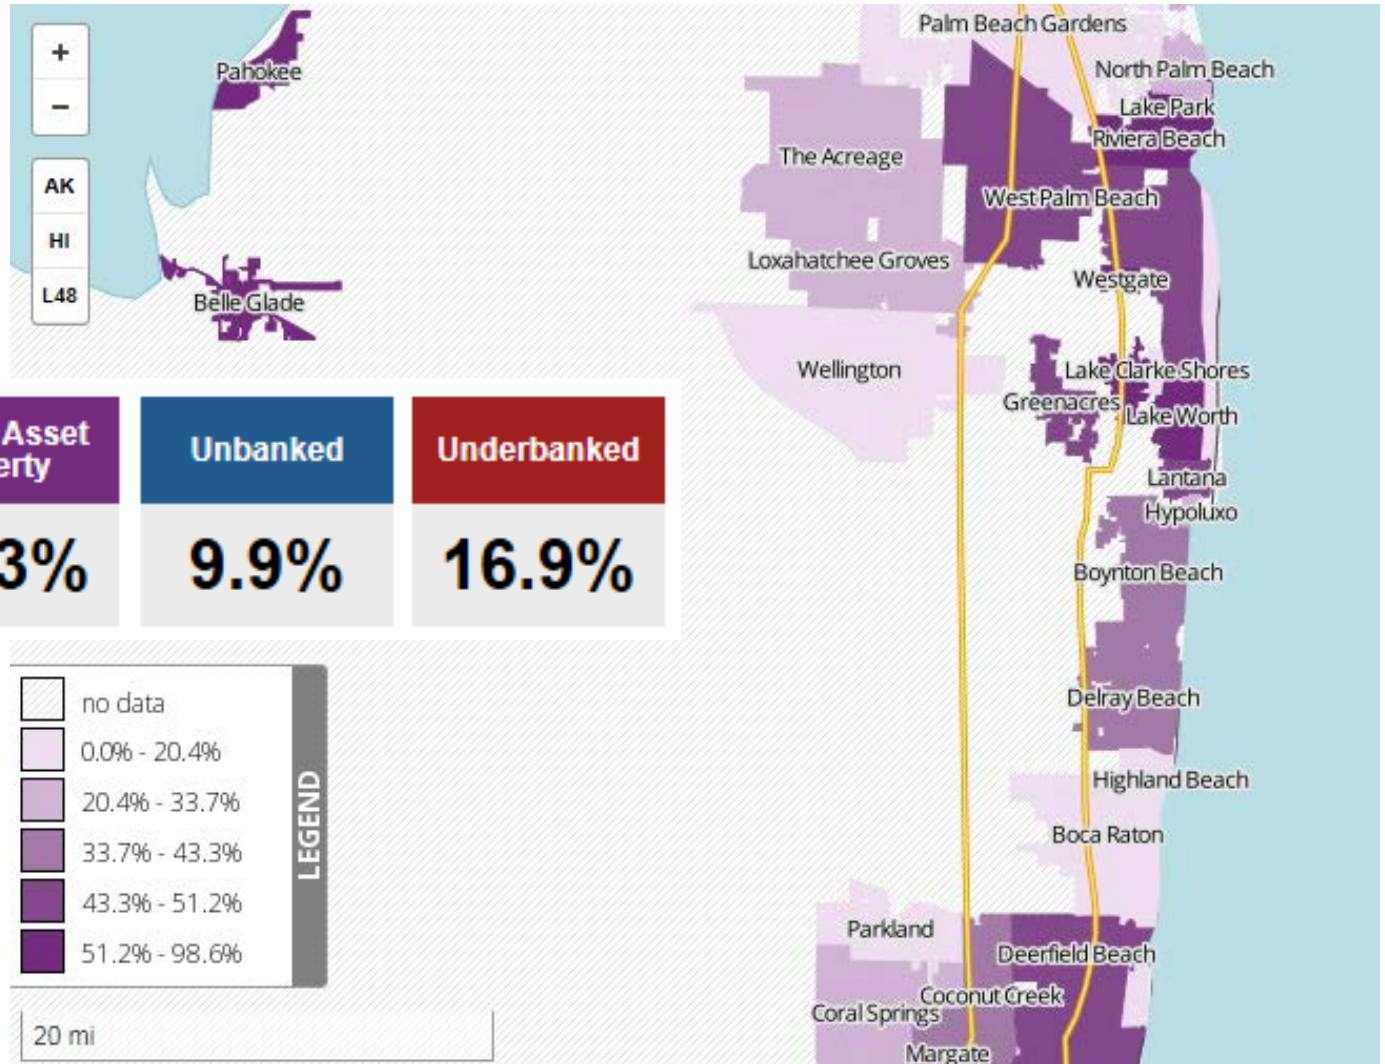 +
−
AK
HI
L48
Pahokee
Belle Glade
Palm Beach Gardens
North Palm Beach
Lake Park
Riviera Beach
The Acreage
West Palm Beach
Loxahatchee Groves
Westgate
Wellington
Lake Clarke Shores
Greenacres
Lake Worth
Lantana
Hypoluxo
Boynton Beach
Delray Beach
Highland Beach
Boca Raton
Parkland
Deerfield Beach
Coconut Creek
Coral Springs
Margate
Asset
erty
3%
Unbanked
9.9%
Underbanked
16.9%
no data
0.0% - 20.4%
20.4% - 33.7%
33.7% - 43.3%
43.3% - 51.2%
51.2% - 98.6%
LEGEND
20 mi